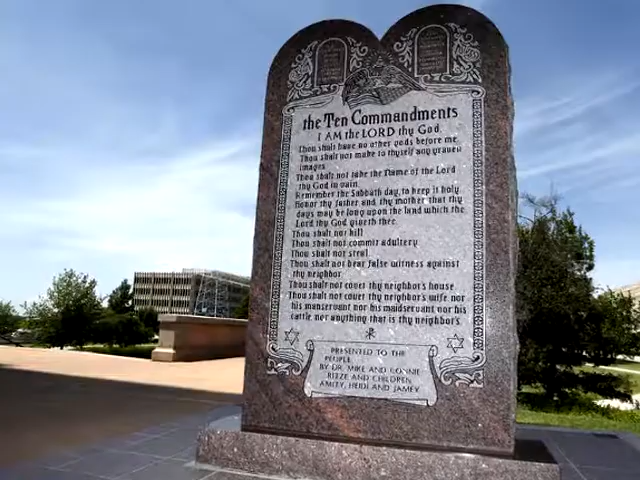 the Ten Commandments
I AM the LORD thy God
Thou shalt have no other gods before me
Thou shalt not make to thyself any graven
images
Thou shalt not take the Name of the Lord
thy God in vain
Remember the Sabbath day, to keep it holy
Honor thy father and thy mother that thy
days may be long upon the land which the
Lord thy God giveth thee
Thou shalt not kill
Thou shalt not commit adultery
Thou shalt not steal
Thou shalt not bear false witness against
thy neighbor
Thou shalt not covet thy neighbor's house
Thou shalt not covet thy neighbor's wife nor
his manservant nor his maidservant nor his
cattle nor anything that is thy neighbor's
PRESENTED TO THE
PEOPLE
BY DR. MIKE AND CONNIE
RITZE AND CHILDREN
AMITY, HEIDI AND JAMEY